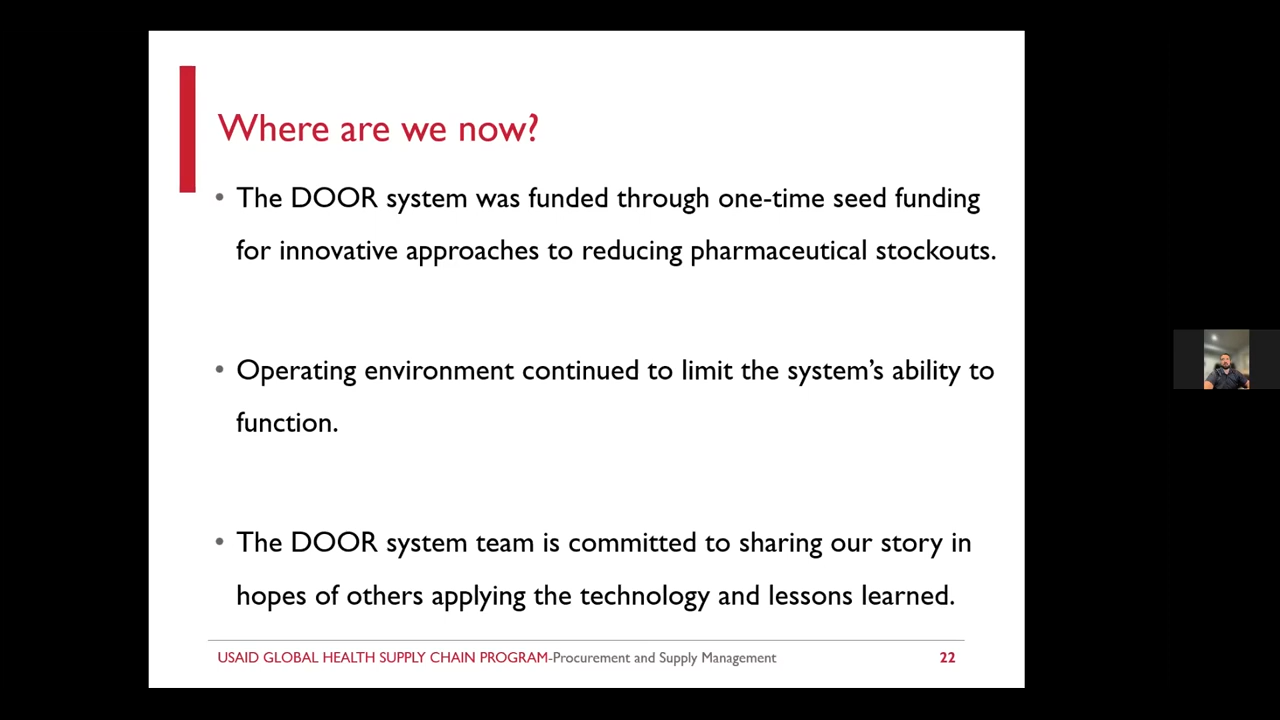 Where are we now?
• The DOOR system was funded through one-time seed funding
for innovative approaches to reducing pharmaceutical stockouts.
• Operating environment continued to limit the system’s ability to
function.
• The DOOR system team is committed to sharing our story in
hopes of others applying the technology and lessons learned.
USAID GLOBAL HEALTH SUPPLY CHAIN PROGRAM-Procurement and Supply Management 22